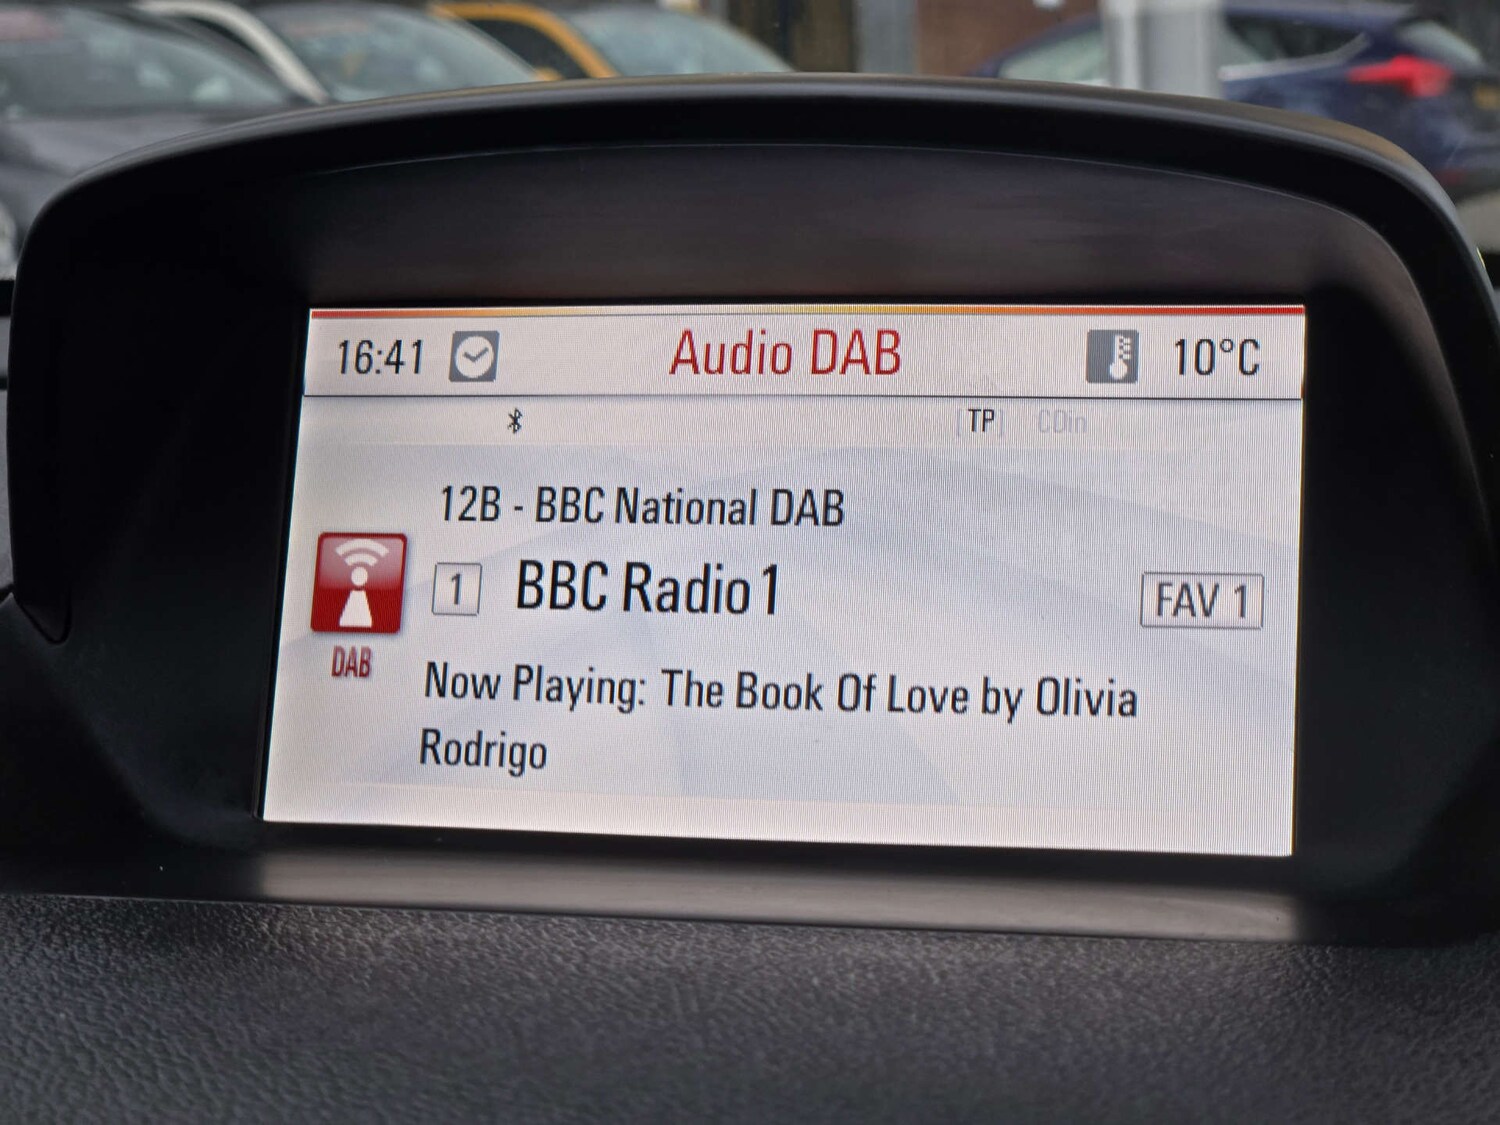 16:41 Audio DAB 10°C
[TP] CDin
12B - BBC National DAB
1 BBC Radio 1 FAV 1
DAB
Now Playing: The Book Of Love by Olivia
Rodrigo